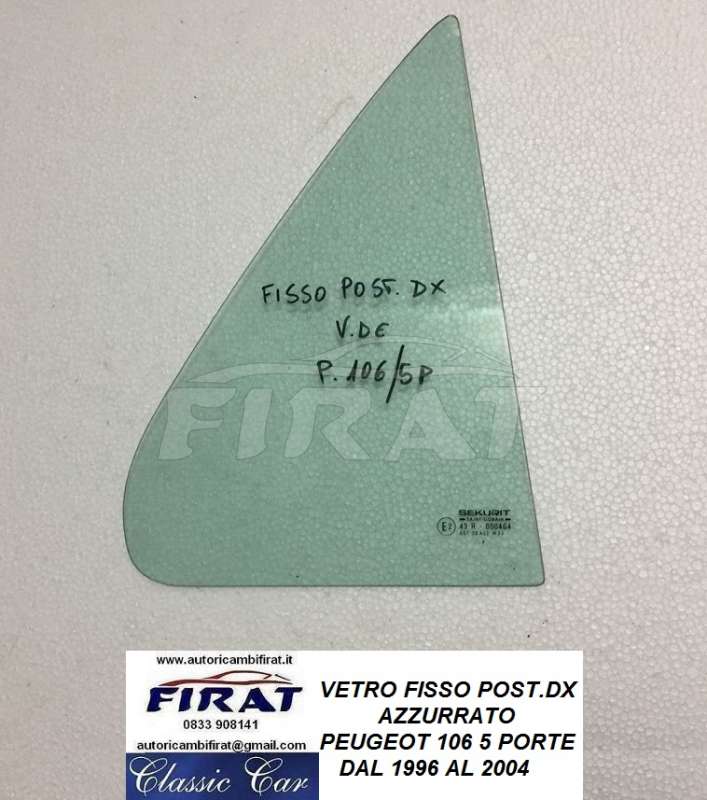 FISSO POST. DX
V.DE
P. 106/5P
FIRAT
SEKURIT
SAINT-GOBAIN
E2 43 R - 000464
www.autoricambifirat.it
FIRAT
0833 908141
autoricambifirat@gmail.com
Classic Car
VETRO FISSO POST.DX
AZZURRATO
PEUGEOT 106 5 PORTE
DAL 1996 AL 2004